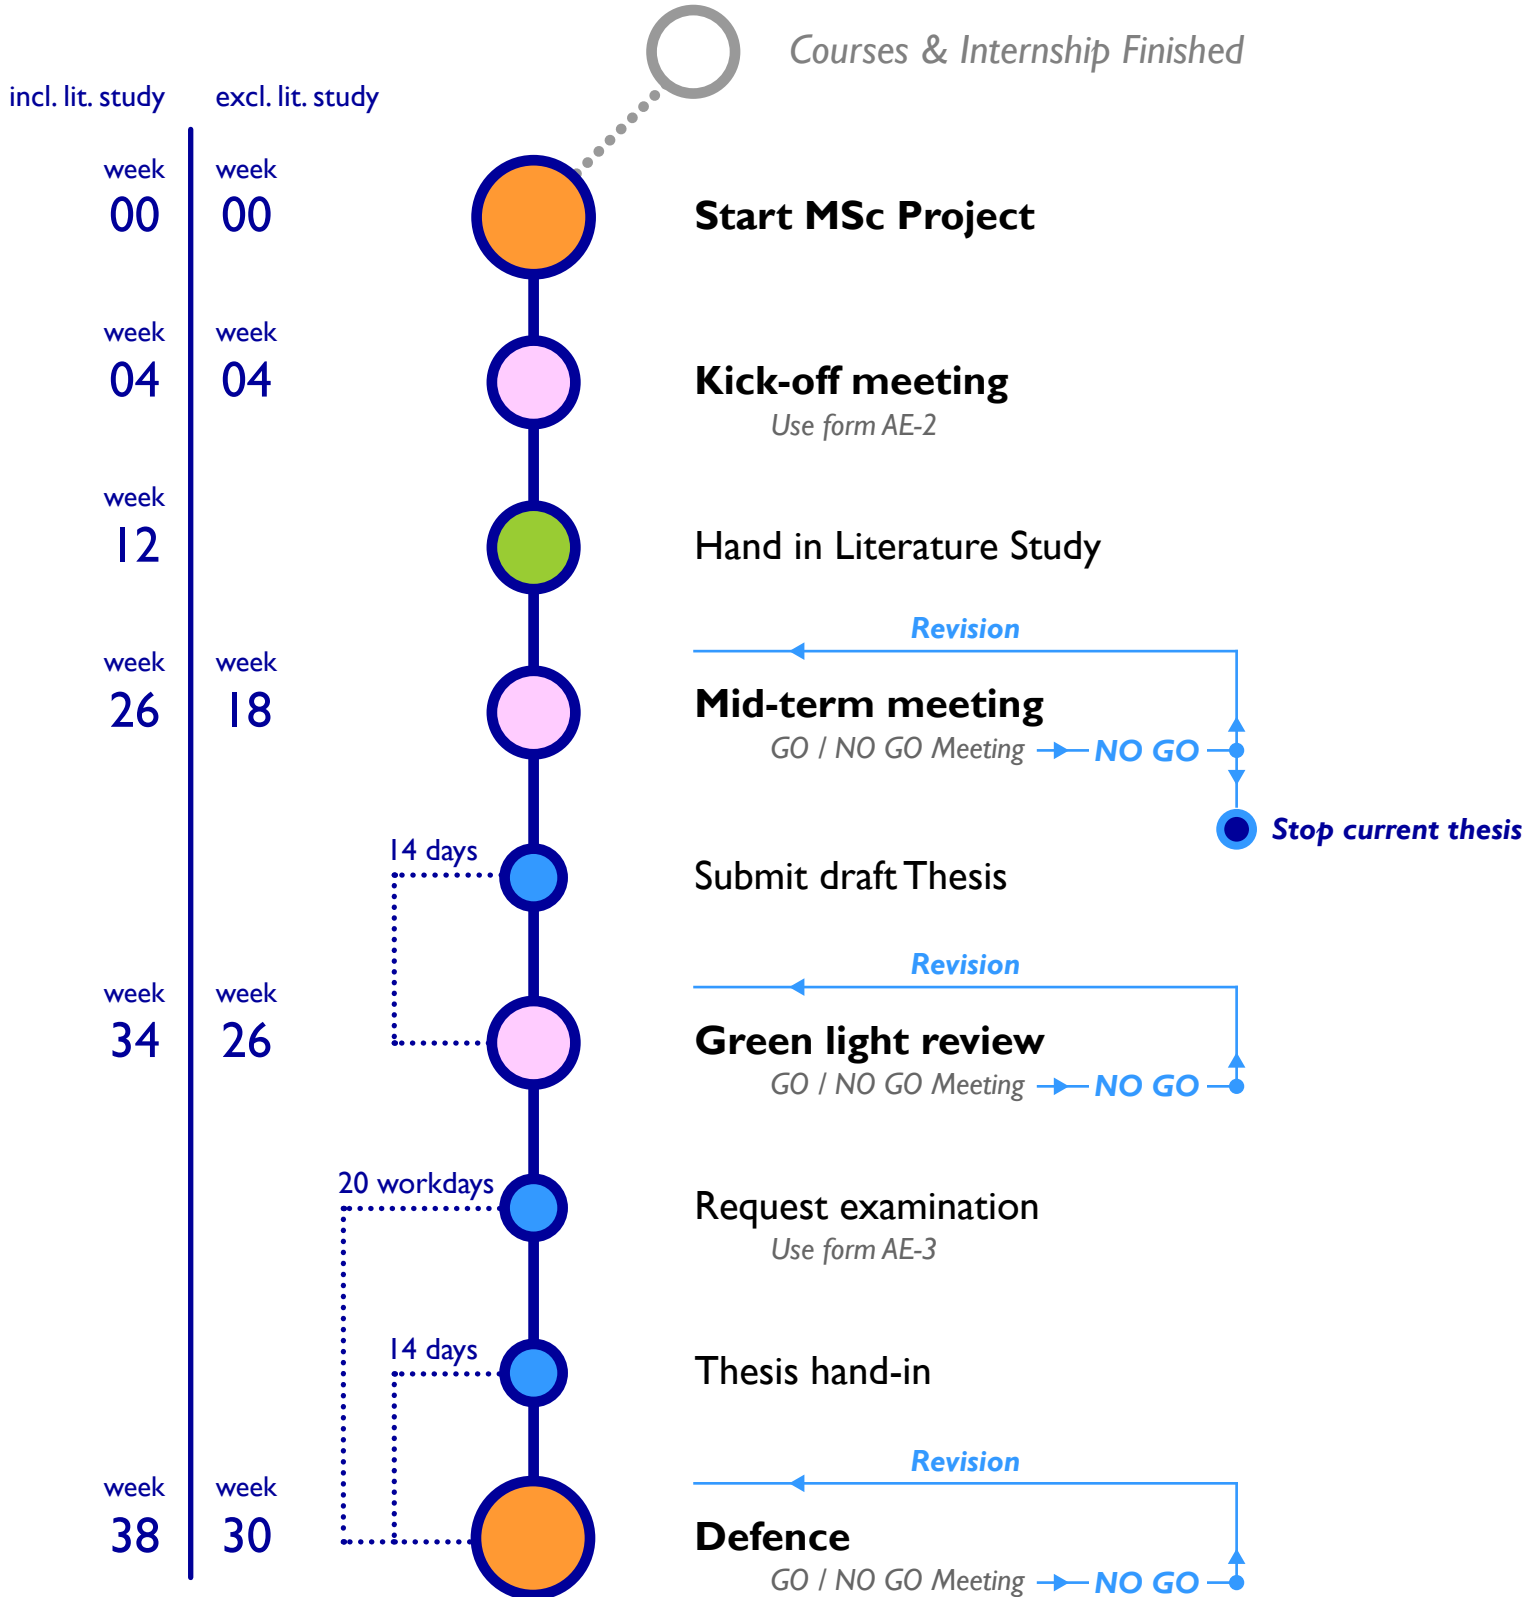 Courses & Internship Finished
incl. lit. study excl. lit. study
week week
00 00 Start MSc Project
week week
04 04 Kick-off meeting
Use form AE-2
week
12 Hand in Literature Study
Revision
week week
26 18 Mid-term meeting
GO / NO GO Meeting NO GO
Stop current thesis
14 days
Submit draft Thesis
Revision
week week
34 26 Green light review
GO / NO GO Meeting NO GO
20 workdays
Request examination
Use form AE-3
14 days
Thesis hand-in
Revision
week week
38 30 Defence
GO / NO GO Meeting NO GO